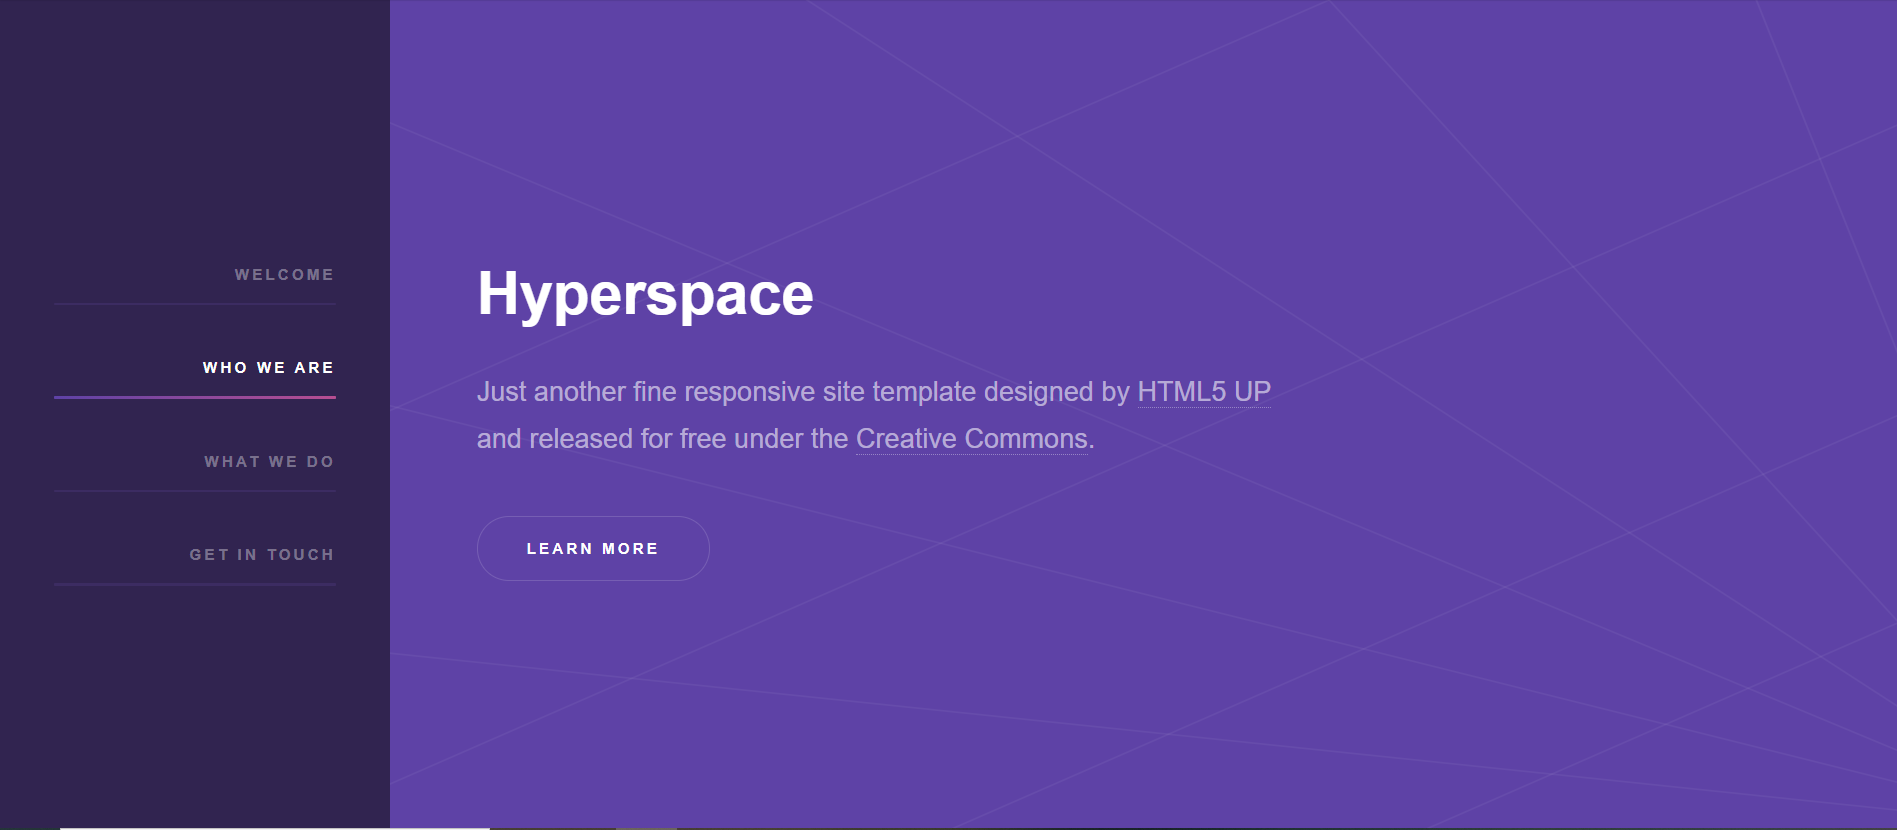 WELCOME
WHO WE ARE
WHAT WE DO
GET IN TOUCH
Hyperspace
Just another fine responsive site template designed by HTML5 UP
and released for free under the Creative Commons.
LEARN MORE